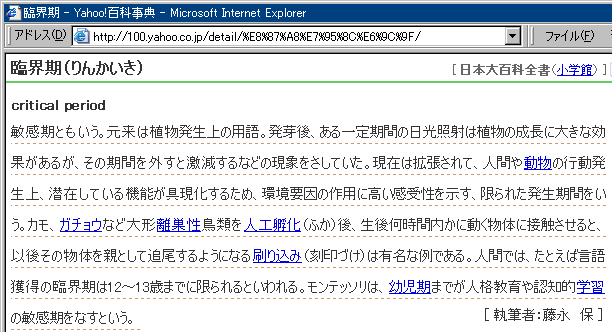 臨界期 - Yahoo!百科事典 - Microsoft Internet Explorer
アドレス(D) http://100.yahoo.co.jp/detail/%E8%87%A8%E7%95%8C%E6%9C%9F/ ファイル(F)
臨界期(りんかいき) [ 日本大百科全書(小学館) ]
critical period
敏感期ともいう。元来は植物発生上の用語。発芽後、ある一定期間の日光照射は植物の成長に大きな効
果があるが、その期間を外すと激減するなどの現象をさしていた。現在は拡張されて、人間や動物の行動発
生上、潜在している機能が具現化するため、環境要因の作用に高い感受性を示す、限られた発生期間をい
う。カモ、ガチョウなど大形離巣性鳥類を人工孵化(ふか)後、生後何時間内かに動く物体に接触させると、
以後その物体を親として追尾するようになる刷り込み(刻印づけ)は有名な例である。人間では、たとえば言語
獲得の臨界期は12～13歳までに限られるといわれる。モンテッソリは、幼児期までが人格教育や認知的学習
の敏感期をなすという。 [ 執筆者:藤永 保 ]